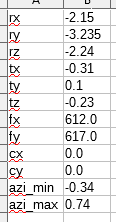 A B
rx -2.15
ry -3.235
rz -2.24
tx -0.31
ty 0.1
tz -0.23
fx 612.0
fy 617.0
cx 0.0
cy 0.0
azi_min -0.34
azi_max 0.74